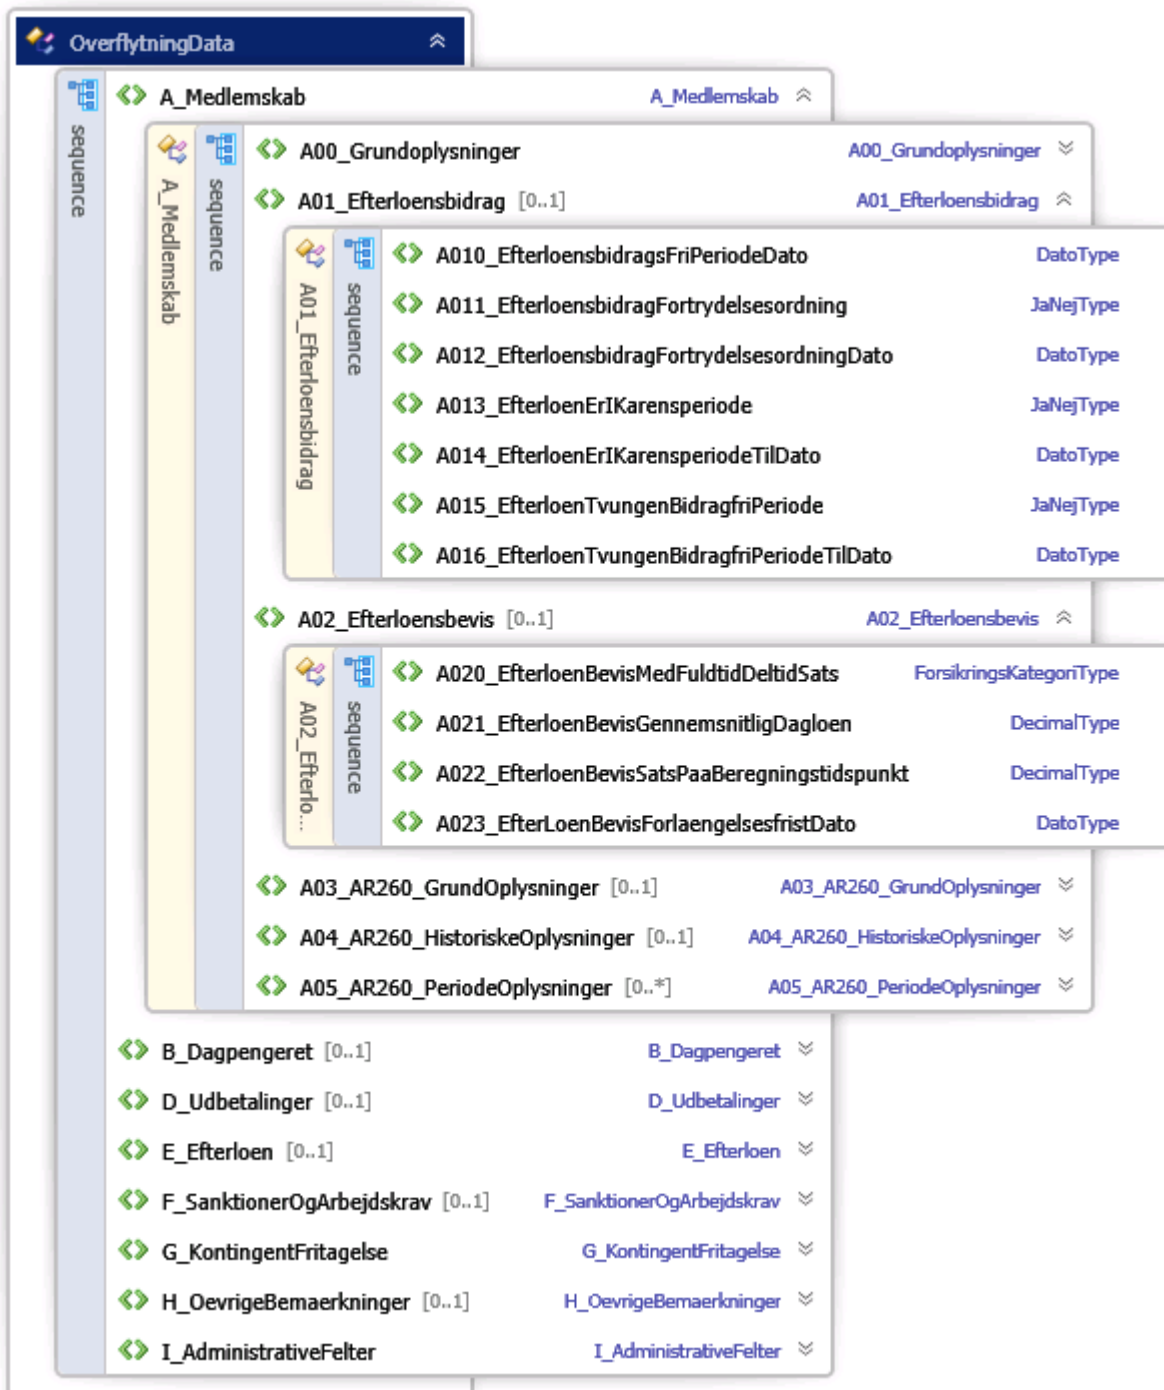 OverflytningData
sequence
A_Medlemskab A_Medlemskab
A_Medlemskab
sequence
A00_Grundoplysninger A00_Grundoplysninger
A01_Efterloensbidrag [0..1] A01_Efterloensbidrag
A01_Efterloensbidrag
sequence
A010_EfterloensbidragsFriPeriodeDato DatoType
A011_EfterloensbidragFortrydelsesordning JaNejType
A012_EfterloensbidragFortrydelsesordningDato DatoType
A013_EfterloenErIKarensperiode JaNejType
A014_EfterloenErIKarensperiodeTilDato DatoType
A015_EfterloenTvungenBidragfriPeriode JaNejType
A016_EfterloenTvungenBidragfriPeriodeTilDato DatoType
A02_Efterloensbevis [0..1] A02_Efterloensbevis
A02_Efterlo...
sequence
A020_EfterloenBevisMedFuldtidDeltidSats ForsikringsKategoriType
A021_EfterloenBevisGennemsnitligDagloen DecimalType
A022_EfterloenBevisSatsPaaBeregningstidspunkt DecimalType
A023_EfterLoenBevisForlaengelsesfristDato DatoType
A03_AR260_GrundOplysninger [0..1] A03_AR260_GrundOplysninger
A04_AR260_HistoriskeOplysninger [0..1] A04_AR260_HistoriskeOplysninger
A05_AR260_PeriodeOplysninger [0..*] A05_AR260_PeriodeOplysninger
B_Dagpengeret [0..1] B_Dagpengeret
D_Udbetalinger [0..1] D_Udbetalinger
E_Efterloen [0..1] E_Efterloen
F_SanktionerOgArbejdskrav [0..1] F_SanktionerOgArbejdskrav
G_KontingentFritagelse G_KontingentFritagelse
H_OevrigeBemaerkninger [0..1] H_OevrigeBemaerkninger
I_AdministrativeFelter I_AdministrativeFelter